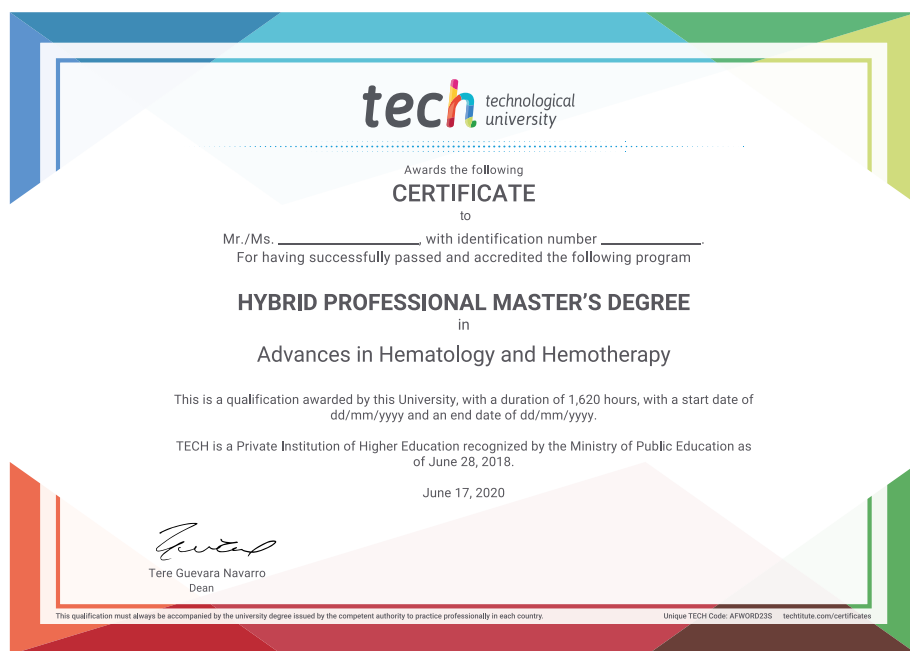 tech technological
university
Awards the following
CERTIFICATE
to
Mr./Ms. ____________________, with identification number ______________.
For having successfully passed and accredited the following program
HYBRID PROFESSIONAL MASTER'S DEGREE
in
Advances in Hematology and Hemotherapy
This is a qualification awarded by this University, with a duration of 1,620 hours, with a start date of
dd/mm/yyyy and an end date of dd/mm/yyyy.
TECH is a Private Institution of Higher Education recognized by the Ministry of Public Education as
of June 28, 2018.
June 17, 2020
Tere Guevara Navarro
Dean
This qualification must always be accompanied by the university degree issued by the competent authority to practice professionally in each country. Unique TECH Code: AFWORD23S techtitute.com/certificates